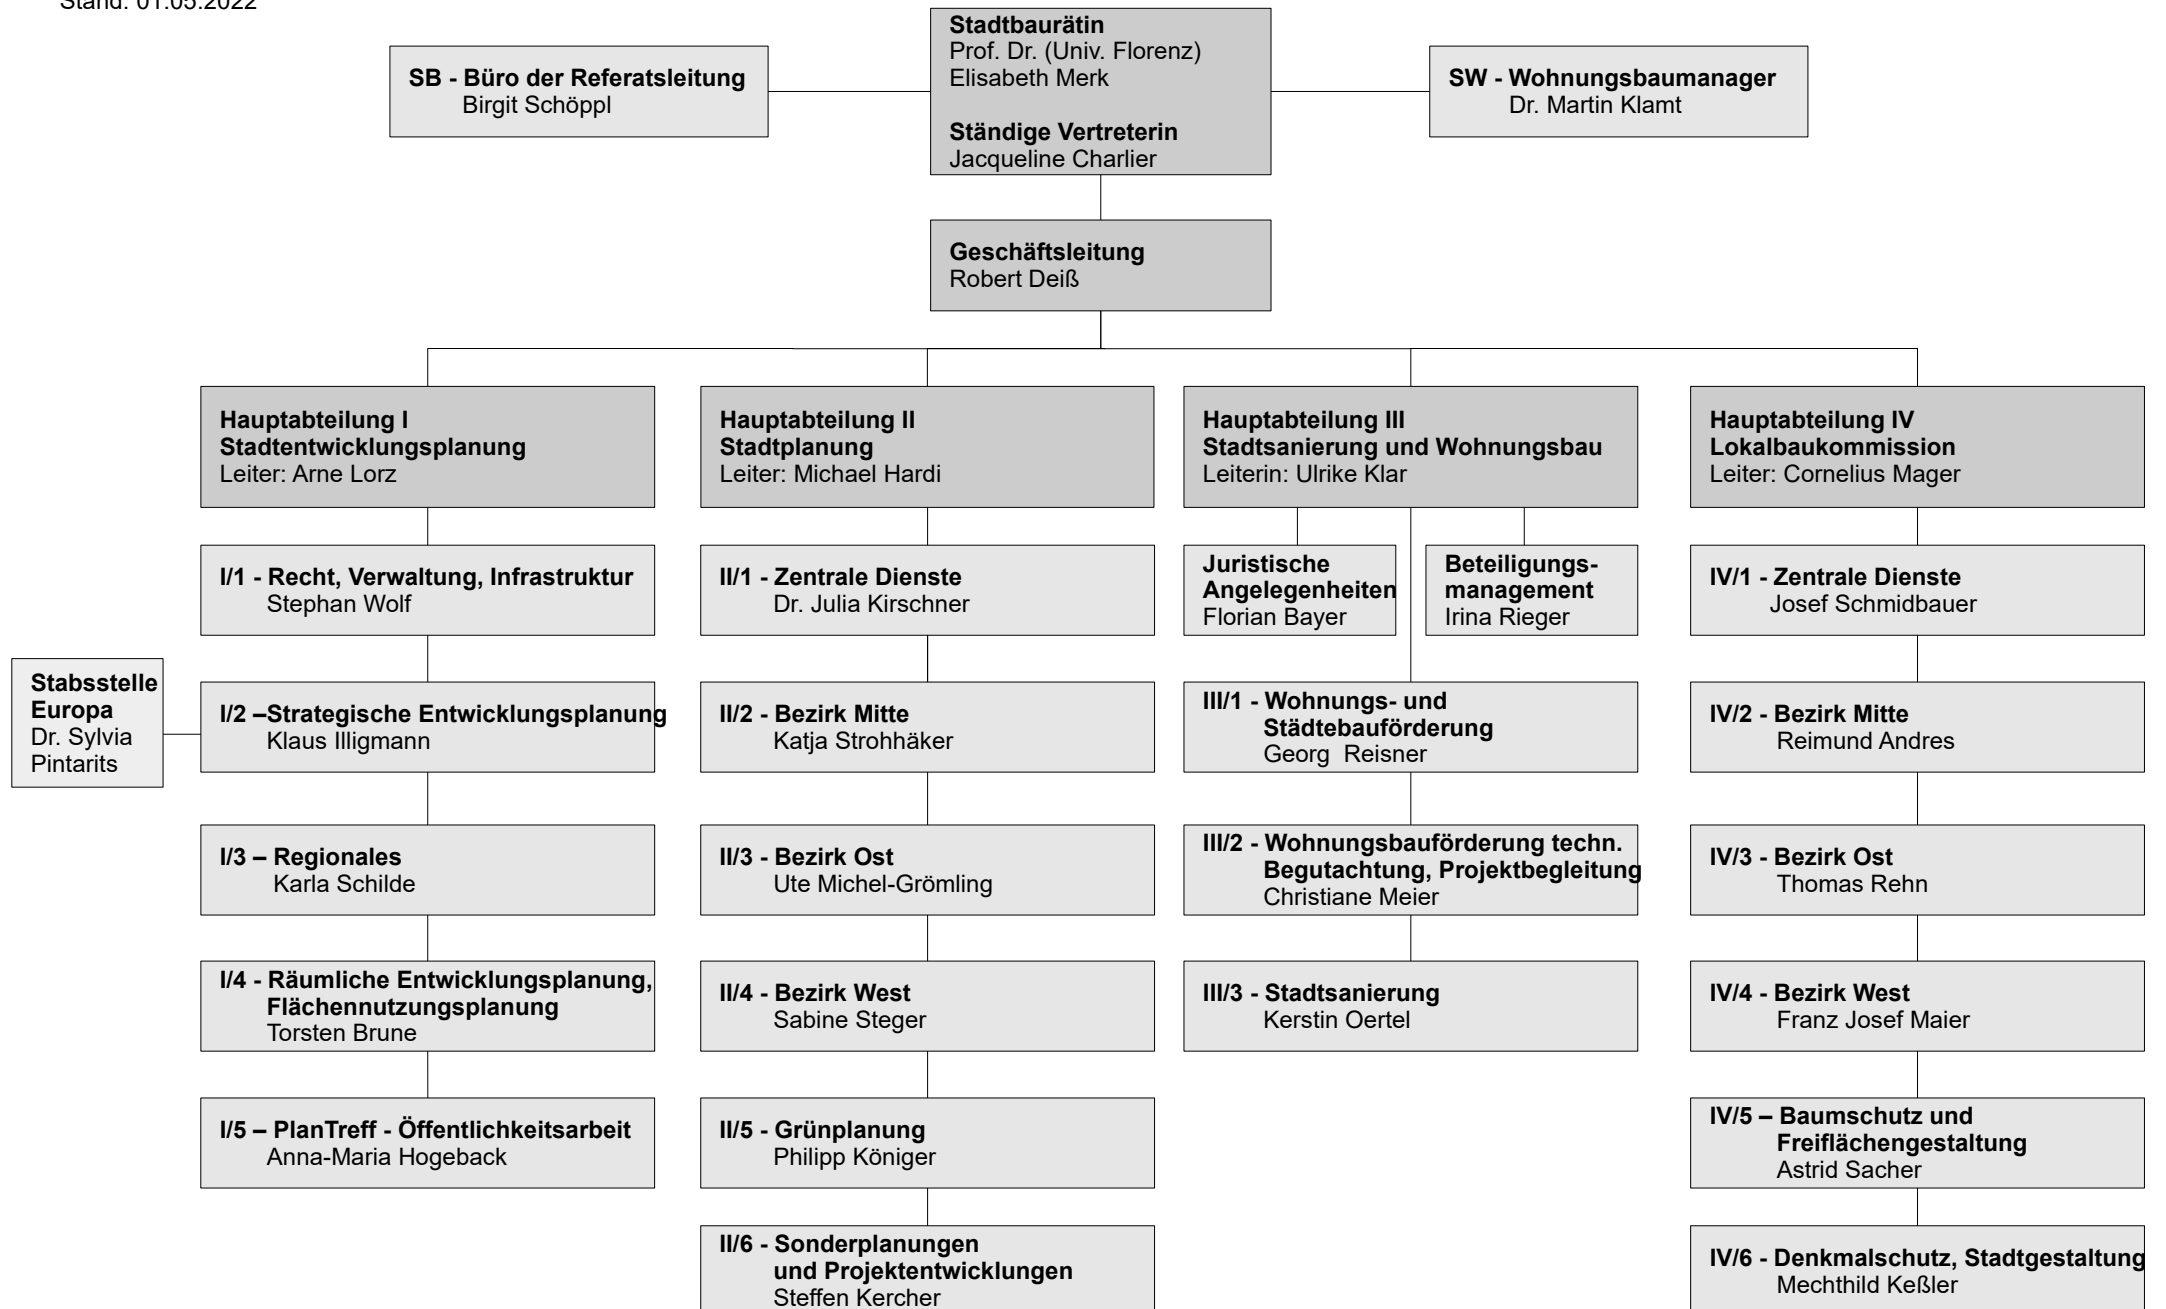 Stand: 01.05.2022
Stadtbaurätin
Prof. Dr. (Univ. Florenz)
Elisabeth Merk
Ständige Vertreterin
Jacqueline Charlier
SB - Büro der Referatsleitung
Birgit Schöppl
SW - Wohnungsbaumanager
Dr. Martin Klamt
Geschäftsleitung
Robert Deiß
Hauptabteilung I
Stadtentwicklungsplanung
Leiter: Arne Lorz
I/1 - Recht, Verwaltung, Infrastruktur
Stephan Wolf
Stabsstelle
Europa
Dr. Sylvia
Pintarits
I/2 –Strategische Entwicklungsplanung
Klaus Illigmann
I/3 – Regionales
Karla Schilde
I/4 - Räumliche Entwicklungsplanung,
Flächennutzungsplanung
Torsten Brune
I/5 – PlanTreff - Öffentlichkeitsarbeit
Anna-Maria Hogeback
Hauptabteilung II
Stadtplanung
Leiter: Michael Hardi
II/1 - Zentrale Dienste
Dr. Julia Kirschner
II/2 - Bezirk Mitte
Katja Strohhäker
II/3 - Bezirk Ost
Ute Michel-Grömling
II/4 - Bezirk West
Sabine Steger
II/5 - Grünplanung
Philipp Königer
II/6 - Sonderplanungen
und Projektentwicklungen
Steffen Kercher
Hauptabteilung III
Stadtsanierung und Wohnungsbau
Leiterin: Ulrike Klar
Juristische
Angelegenheiten
Florian Bayer
Beteiligungs-
management
Irina Rieger
III/1 - Wohnungs- und
Städtebauförderung
Georg  Reisner
III/2 - Wohnungsbauförderung techn.
Begutachtung, Projektbegleitung
Christiane Meier
III/3 - Stadtsanierung
Kerstin Oertel
Hauptabteilung IV
Lokalbaukommission
Leiter: Cornelius Mager
IV/1 - Zentrale Dienste
Josef Schmidbauer
IV/2 - Bezirk Mitte
Reimund Andres
IV/3 - Bezirk Ost
Thomas Rehn
IV/4 - Bezirk West
Franz Josef Maier
IV/5 – Baumschutz und
Freiflächengestaltung
Astrid Sacher
IV/6 - Denkmalschutz, Stadtgestaltung
Mechthild Keßler